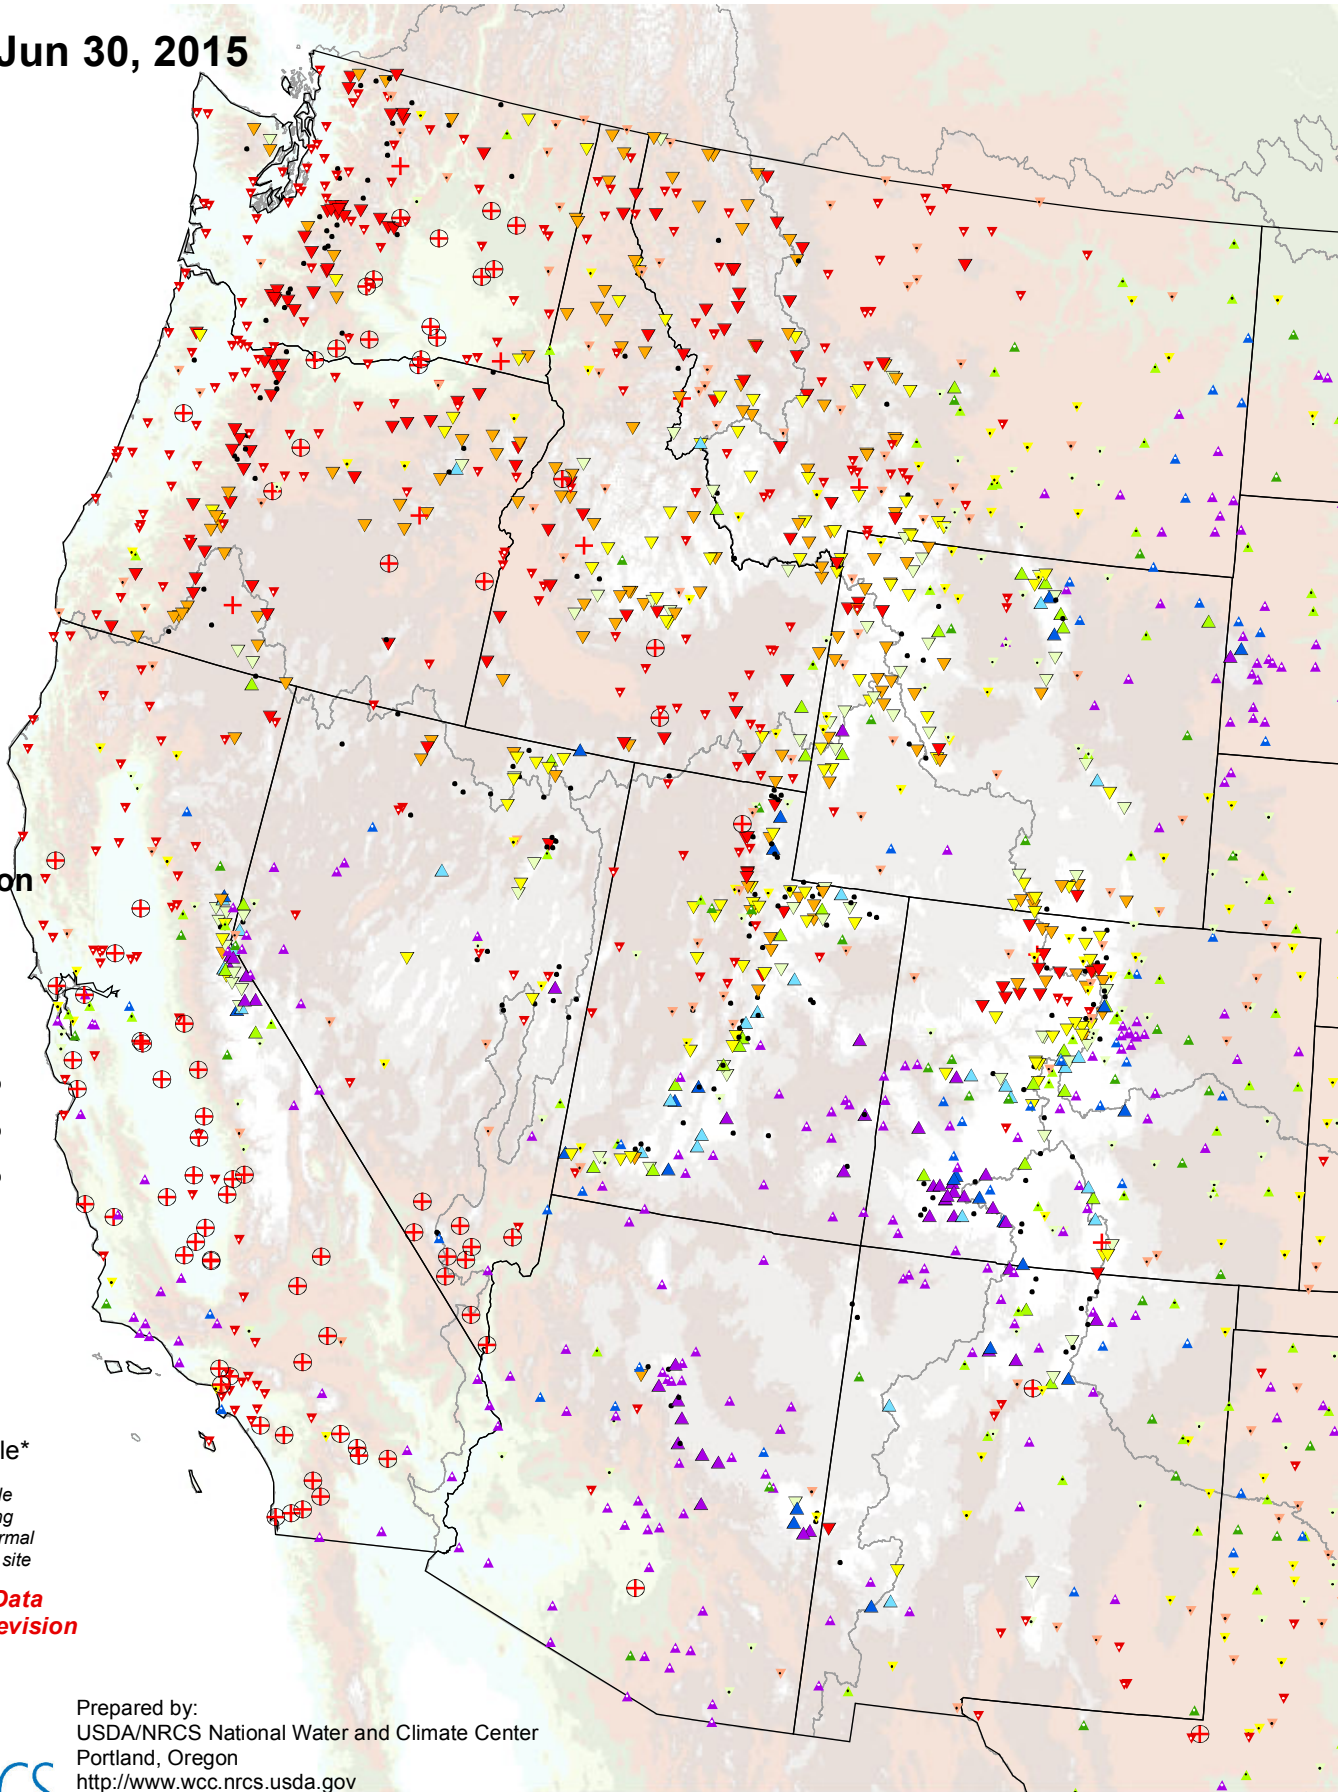 Jun 30, 2015
on
le*
le
ng
rmal
site
Data
evision
Prepared by:
USDA/NRCS National Water and Climate Center
Portland, Oregon
http://www.wcc.nrcs.usda.gov
CS